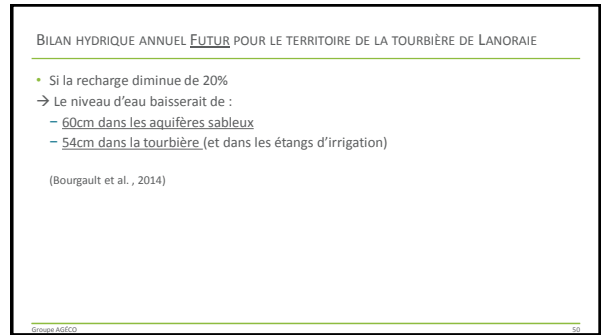 BILAN HYDRIQUE ANNUEL FUTUR POUR LE TERRITOIRE DE LA TOURBIÈRE DE LANORAIE
• Si la recharge diminue de 20%
→ Le niveau d'eau baisserait de :
− 60cm dans les aquifères sableux
− 54cm dans la tourbière (et dans les étangs d'irrigation)
(Bourgault et al. , 2014)
Groupe AGÉCO 50